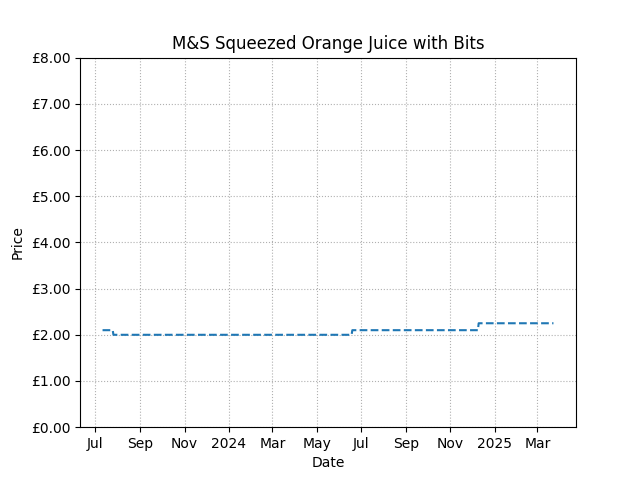 M&S Squeezed Orange Juice with Bits
£8.00
£7.00
£6.00
£5.00
£4.00
£3.00
£2.00
£1.00
£0.00
Price
Jul Sep Nov 2024 Mar May Jul Sep Nov 2025 Mar
Date